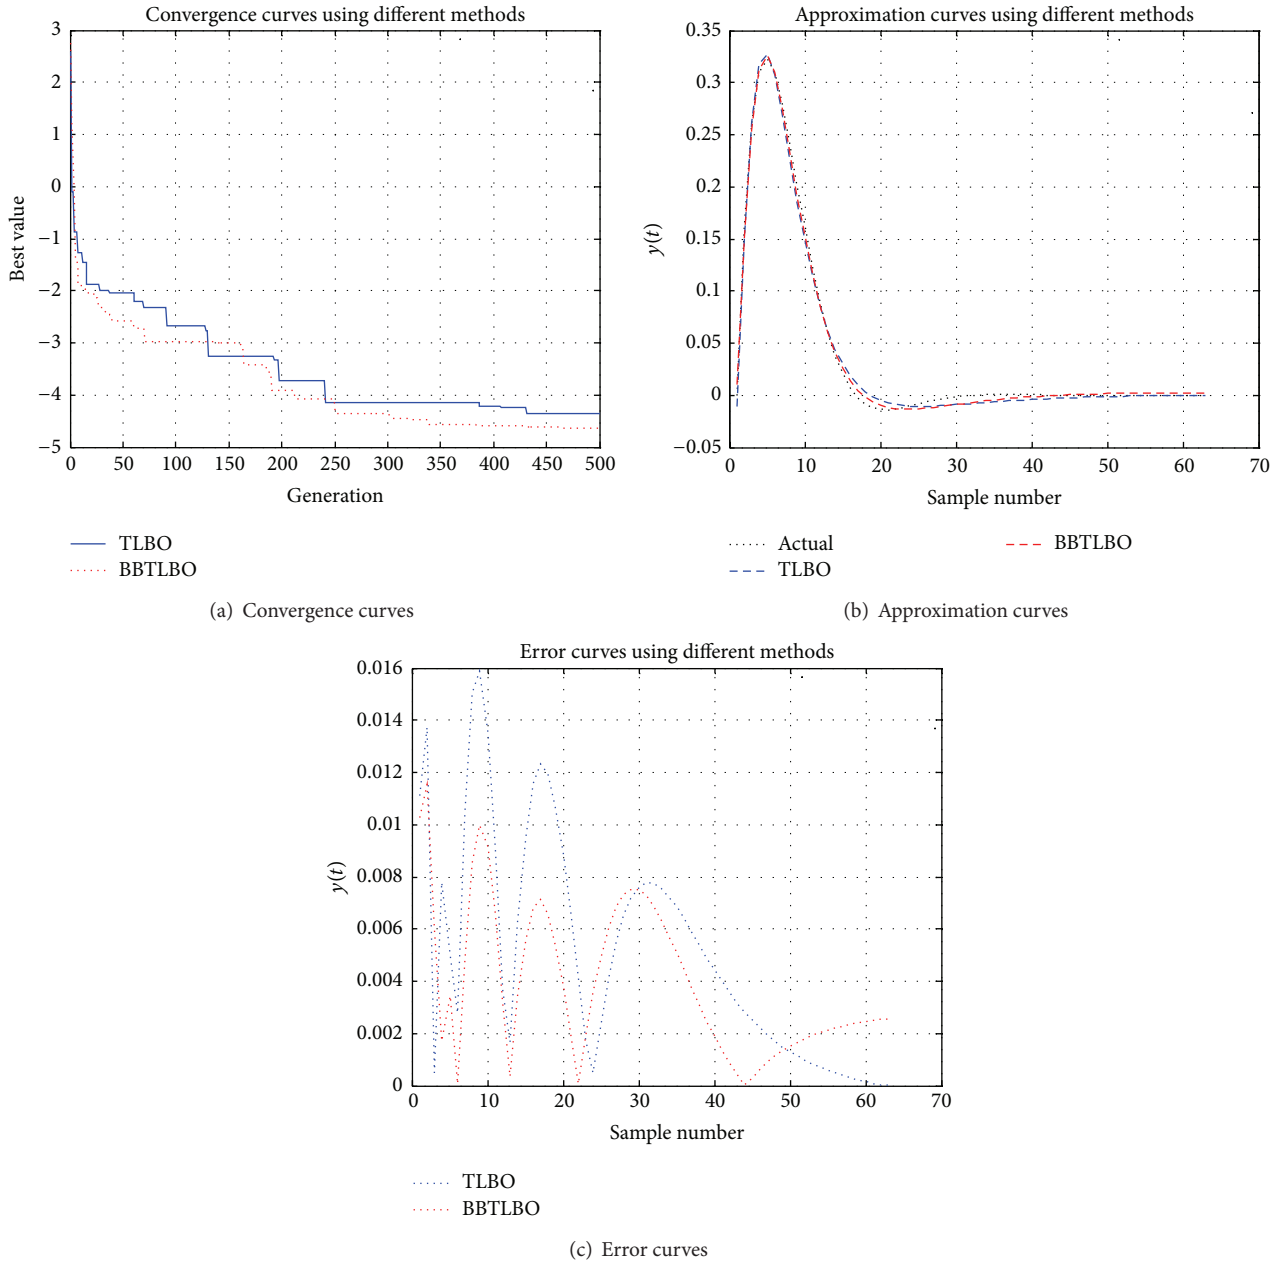 Convergence curves using different methods
3
2
1
0
−1
−2
−3
−4
−5
Best value
0 50 100 150 200 250 300 350 400 450 500
Generation
TLBO
BBTLBO
(a) Convergence curves
Approximation curves using different methods
0.35
0.3
0.25
0.2
0.15
0.1
0.05
0
−0.05
y(t)
0 10 20 30 40 50 60 70
Sample number
Actual
TLBO
BBTLBO
(b) Approximation curves
Error curves using different methods
0.016
0.014
0.012
0.01
0.008
0.006
0.004
0.002
0
y(t)
0 10 20 30 40 50 60 70
Sample number
TLBO
BBTLBO
(c) Error curves